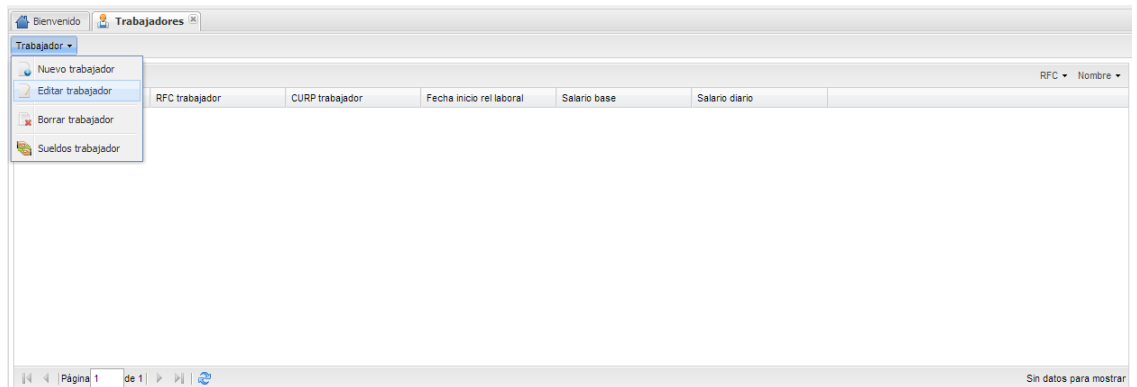 Bienvenido Trabajadores
Trabajador
Nuevo trabajador
RFC Nombre
Editar trabajador
RFC trabajador CURP trabajador Fecha inicio rel laboral Salario base Salario diario
Borrar trabajador
Sueldos trabajador
Página 1 de 1 Sin datos para mostrar